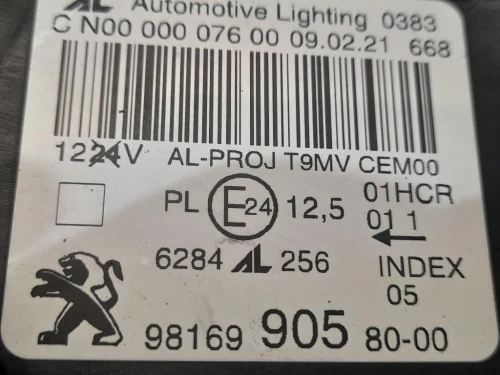 AL Automotive Lighting 0383
C N00 000 076 00 09.02.21 668
1224V AL-PROJ T9MV CEM00
PL E24 12,5 01HCR
01 1
6284 AL 256 INDEX
05
98169 905 80-00